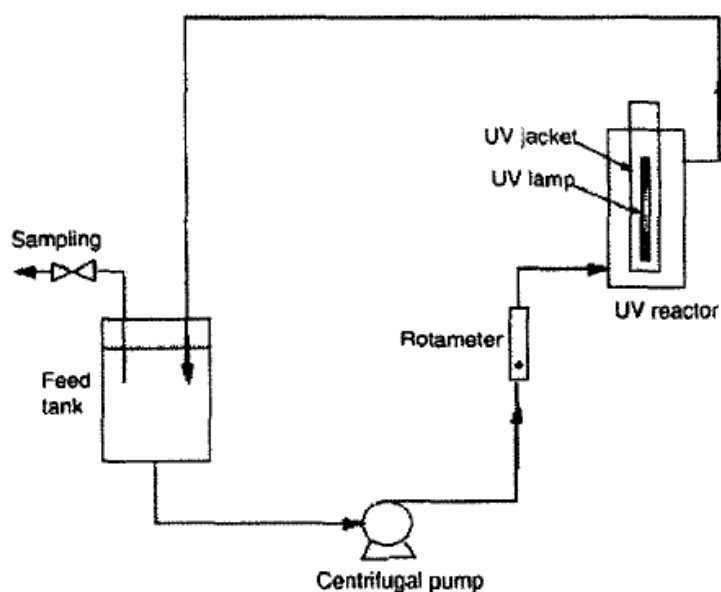 UV jacket
UV lamp
Sampling
UV reactor
Rotameter
Feed
tank
Centrifugal pump